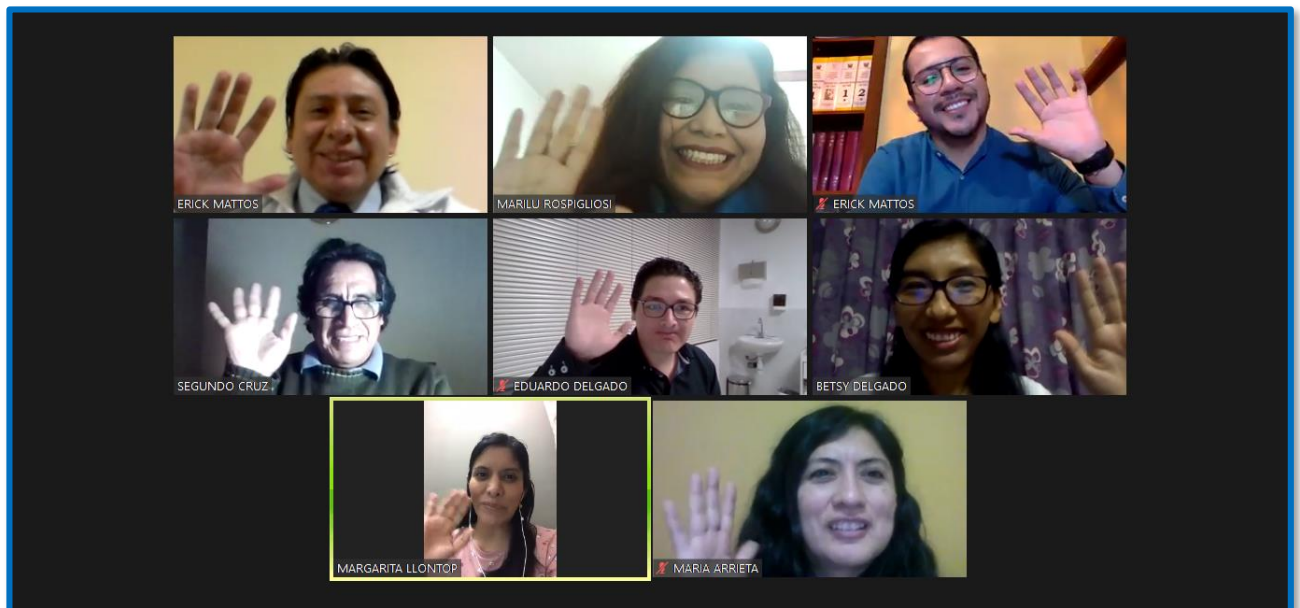 ERICK MATTOS
MARILU ROSPIGLIOSI
ERICK MATTOS
SEGUNDO CRUZ
EDUARDO DELGADO
BETSY DELGADO
MARGARITA LLONTOP
MARIA ARRIETA